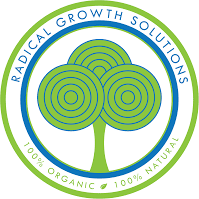 RADICAL GROWTH SOLUTIONS
100% ORGANIC 100% NATURAL